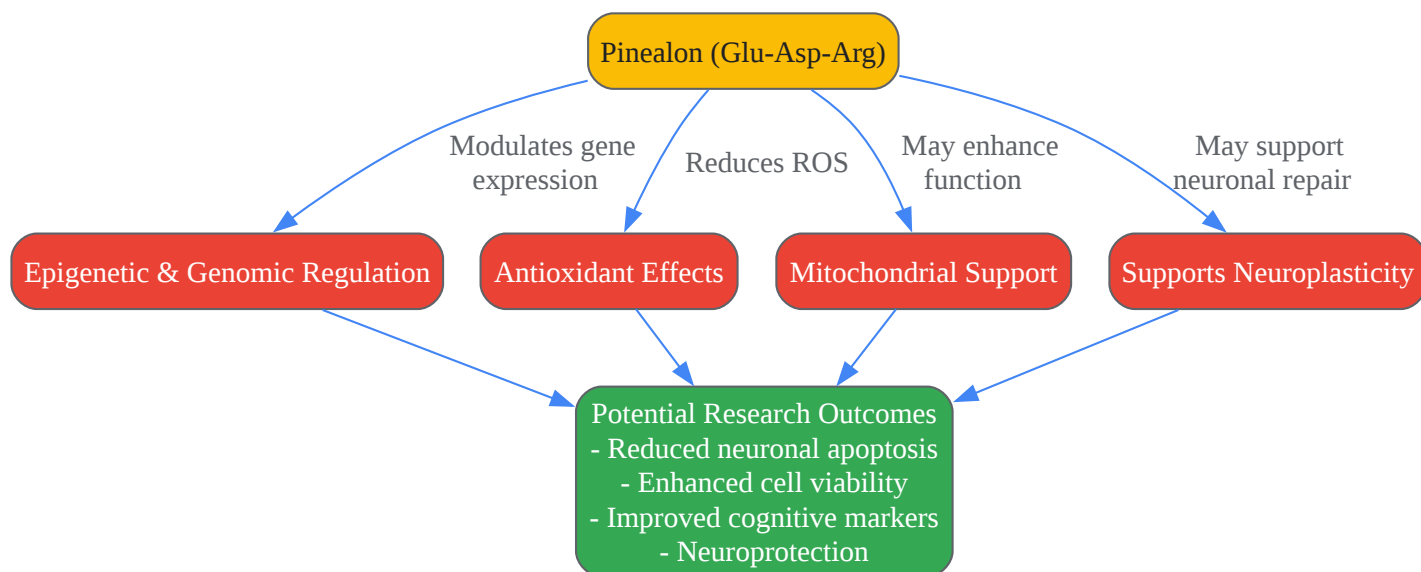 Pinealon (Glu-Asp-Arg)
Modulates gene
expression
Reduces ROS
May enhance
function
May support
neuronal repair
Epigenetic & Genomic Regulation
Antioxidant Effects
Mitochondrial Support
Supports Neuroplasticity
Potential Research Outcomes
- Reduced neuronal apoptosis
- Enhanced cell viability
- Improved cognitive markers
- Neuroprotection